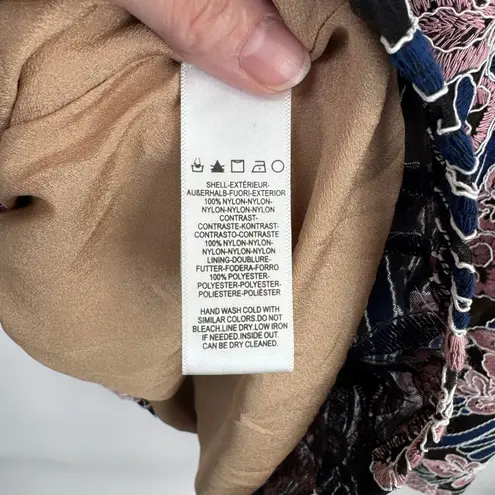 SHELL-EXTÉRIEUR-
AUßERHALB-FUORI-EXTERIOR
100% NYLON-NYLON-
NYLON-NYLON-NYLON
CONTRAST-
CONTRASTE-KONTRAST-
CONTRASTO-CONTRASTE
100% NYLON-NYLON-
NYLON-NYLON-NYLON
LINING-DOUBLURE-
FUTTER-FODERA-FORRO
100% POLYESTER-
POLYESTER-POLYESTER-
POLIESTERE-POLIÉSTER
HAND WASH COLD WITH
SIMILAR COLORS.DO NOT
BLEACH.LINE DRY.LOW IRON
IF NEEDED.INSIDE OUT.
CAN BE DRY CLEANED.